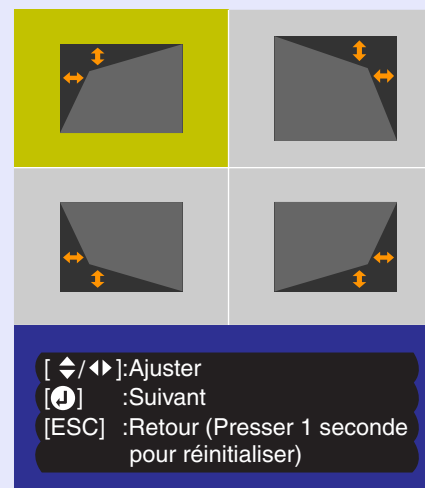 [ ⬘/◂▸ ]:Ajuster
[⏎] :Suivant
[ESC] :Retour (Presser 1 seconde
pour réinitialiser)